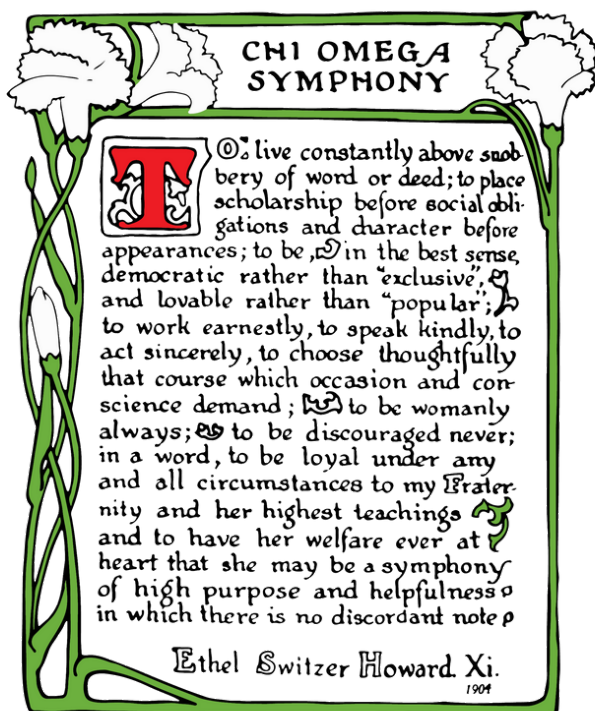 CHI OMEGA
SYMPHONY
TO live constantly above snob-
bery of word or deed; to place
scholarship before social obli-
gations and character before
appearances; to be, in the best sense,
democratic rather than "exclusive",
and lovable rather than "popular";
to work earnestly, to speak kindly, to
act sincerely, to choose thoughtfully
that course which occasion and con-
science demand; to be womanly
always; to be discouraged never;
in a word, to be loyal under any
and all circumstances to my Frater-
nity and her highest teachings
and to have her welfare ever at
heart that she may be a symphony
of high purpose and helpfulness
in which there is no discordant note
Ethel Switzer Howard. Xi.
1904